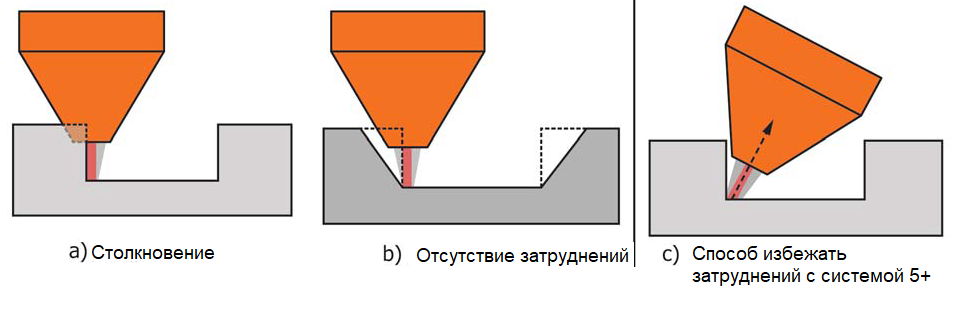 a) Столкновение
b) Отсутствие затруднений
c) Способ избежать
затруднений с системой 5+